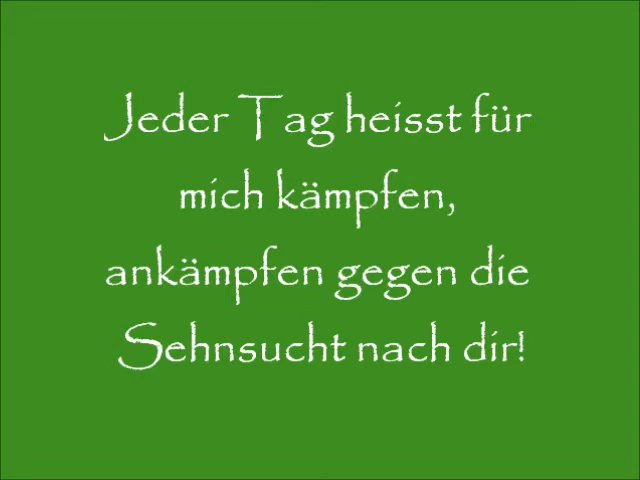 Jeder Tag heisst für
mich kämpfen,
ankämpfen gegen die
Sehnsucht nach dir!